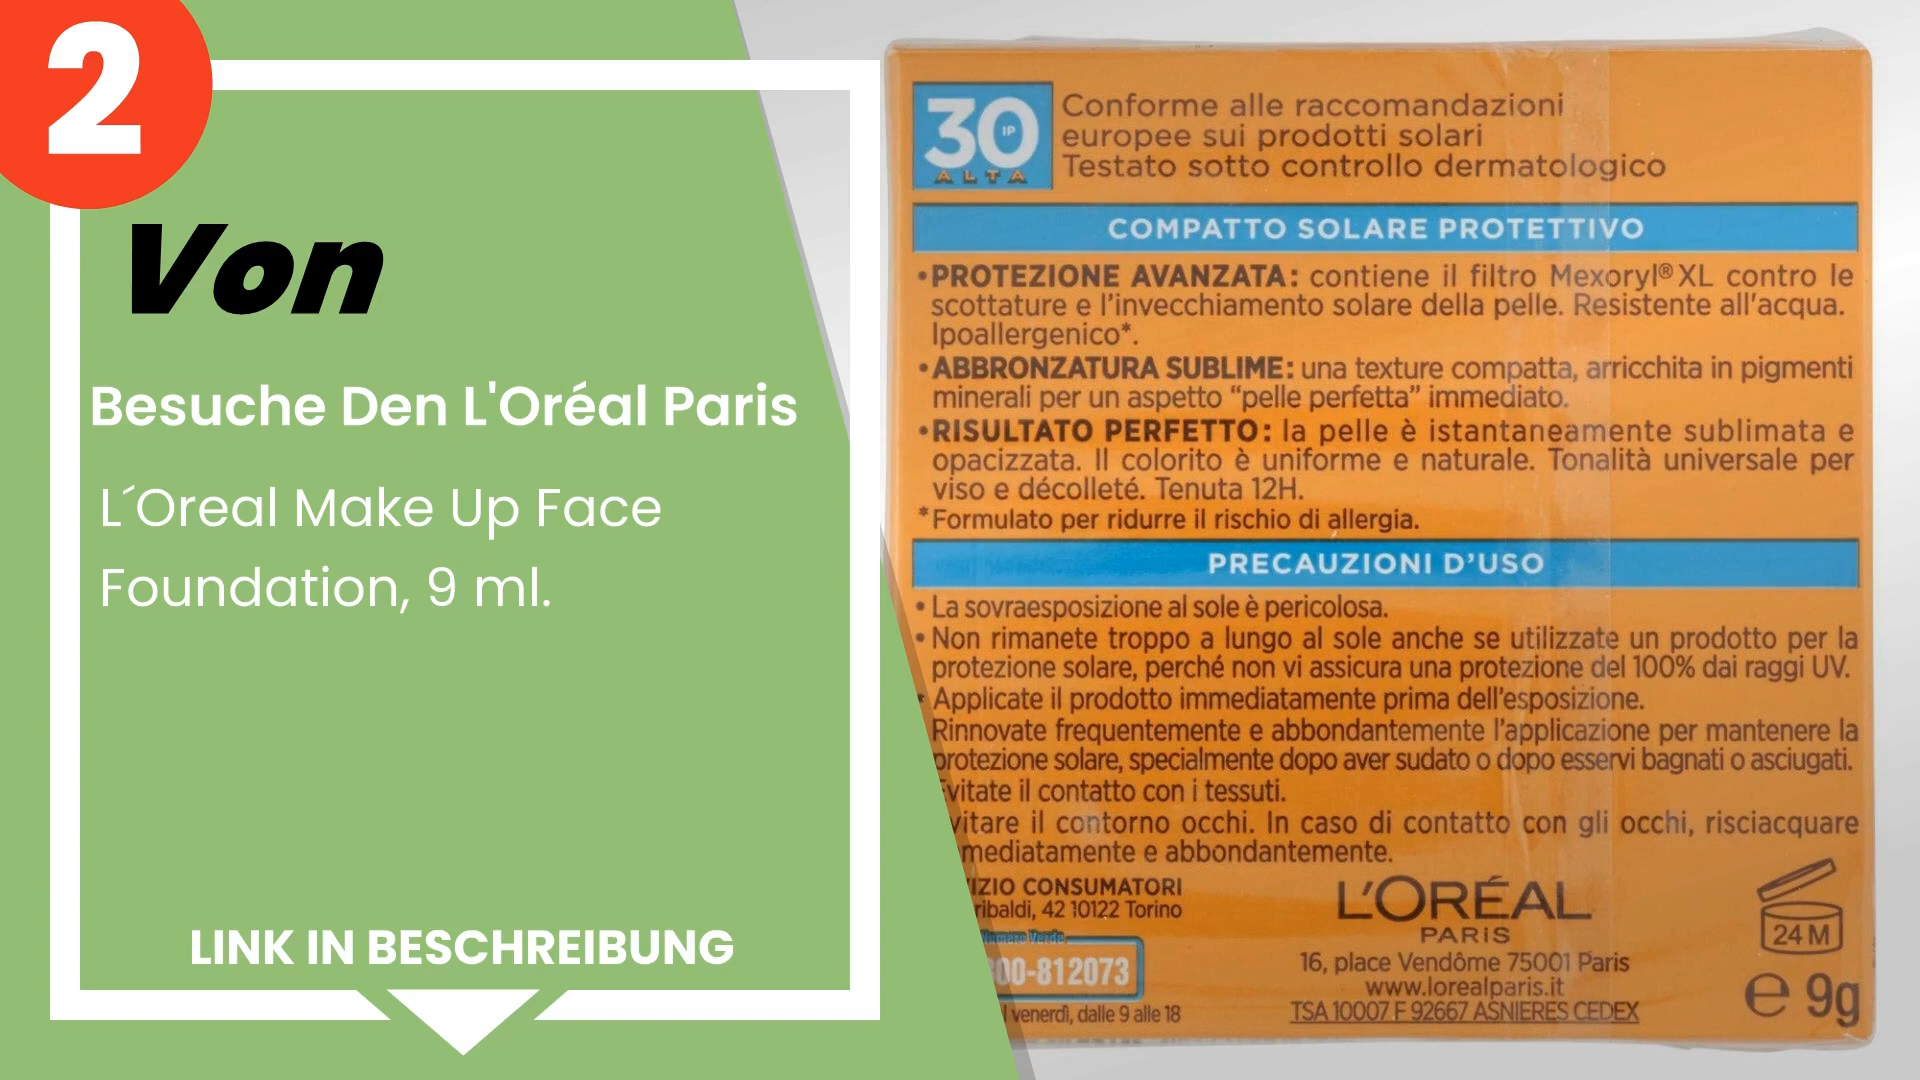 2
Von
Besuche Den L'Oréal Paris
L´Oreal Make Up Face
Foundation, 9 ml.
LINK IN BESCHREIBUNG
30 IP
ALTA
Conforme alle raccomandazioni
europee sui prodotti solari
Testato sotto controllo dermatologico
COMPATTO SOLARE PROTETTIVO
•PROTEZIONE AVANZATA: contiene il filtro Mexoryl® XL contro le
scottature e l'invecchiamento solare della pelle. Resistente all'acqua.
Ipoallergenico*.
•ABBRONZATURA SUBLIME: una texture compatta, arricchita in pigmenti
minerali per un aspetto "pelle perfetta" immediato.
•RISULTATO PERFETTO: la pelle è istantaneamente sublimata e
opacizzata. Il colorito è uniforme e naturale. Tonalità universale per
viso e décolleté. Tenuta 12H.
*Formulato per ridurre il rischio di allergia.
PRECAUZIONI D'USO
• La sovraesposizione al sole è pericolosa.
• Non rimanete troppo a lungo al sole anche se utilizzate un prodotto per la
protezione solare, perché non vi assicura una protezione del 100% dai raggi UV.
• Applicate il prodotto immediatamente prima dell'esposizione.
Rinnovate frequentemente e abbondantemente l'applicazione per mantenere la
protezione solare, specialmente dopo aver sudato o dopo esservi bagnati o asciugati.
vitate il contatto con i tessuti.
vitare il contorno occhi. In caso di contatto con gli occhi, risciacquare
mediatamente e abbondantemente.
IZIO CONSUMATORI
ribaldi, 42 10122 Torino
Numero Verde
00-812073
l venerdì, dalle 9 alle 18
L'ORÉAL
PARIS
16, place Vendôme 75001 Paris
www.lorealparis.it
TSA 10007 F 92667 ASNIERES CEDEX
24 M
e 9g